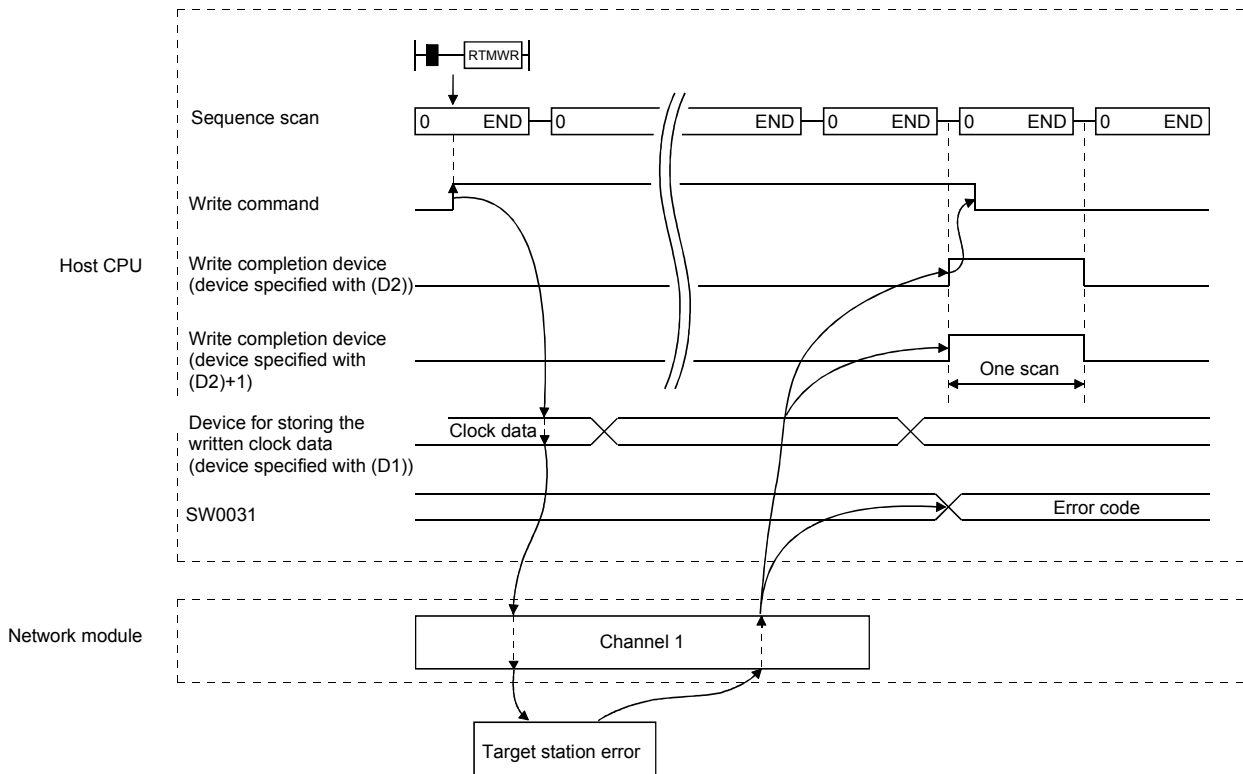 RTMWR
Sequence scan
0 END 0 END 0 END 0 END 0 END
Write command
Host CPU
Write completion device
(device specified with (D2))
Write completion device
(device specified with
(D2)+1)
One scan
Device for storing the
written clock data
(device specified with (D1))
Clock data
SW0031
Error code
Network module
Channel 1
Target station error